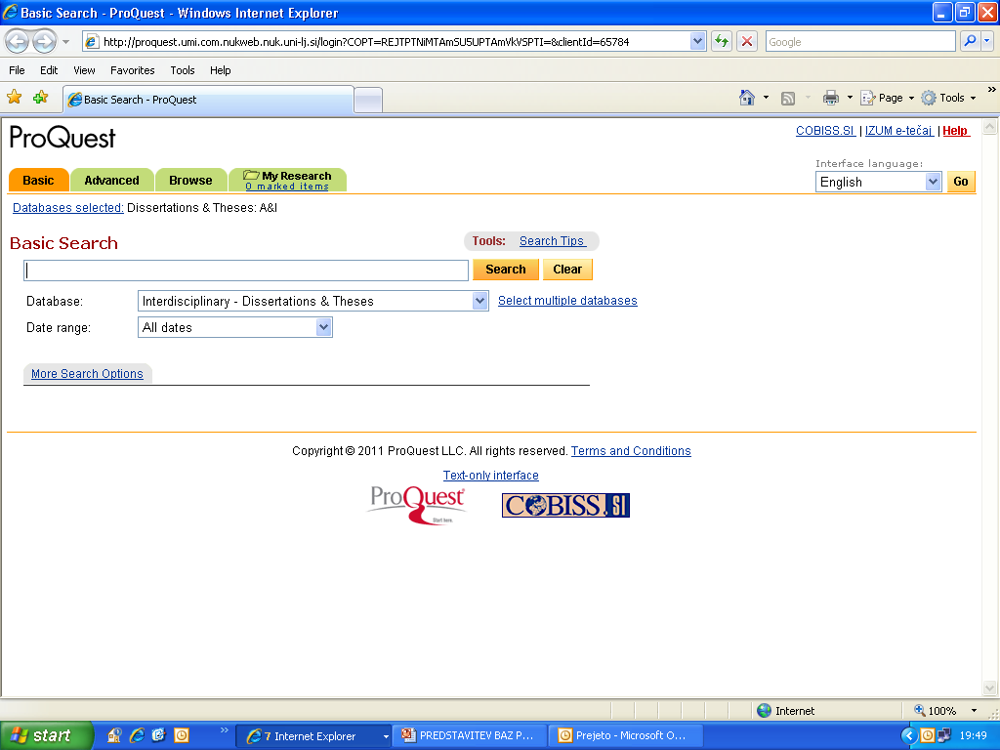 Basic Search - ProQuest - Windows Internet Explorer
http://proquest.umi.com.nukweb.nuk.uni-lj.si/login?COPT=REJTPTNiMTAmSU5UPTAmVkVSPTI=&clientId=65784
Google
File Edit View Favorites Tools Help
Basic Search - ProQuest
Page Tools »
ProQuest
COBISS.SI | IZUM e-tečaj | Help
Interface language:
Basic Advanced Browse My Research
0 marked items
English Go
Databases selected: Dissertations & Theses: A&I
Basic Search
Tools: Search Tips
Search Clear
Database: Interdisciplinary - Dissertations & Theses Select multiple databases
Date range: All dates
More Search Options
Copyright © 2011 ProQuest LLC. All rights reserved. Terms and Conditions
Text-only interface
ProQuest
Start here.
COBISS.SI
Internet 100%
start » 7 Internet Explorer PREDSTAVITEV BAZ P... Prejeto - Microsoft O... 19:49